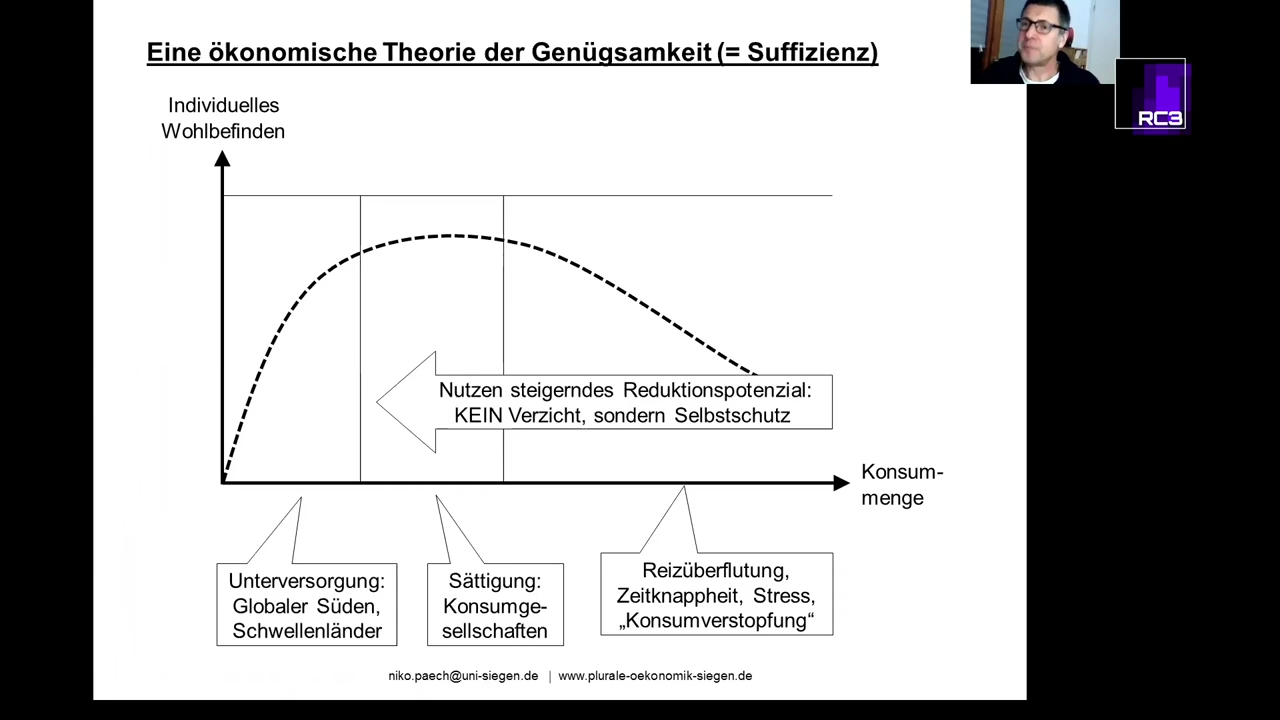 Eine ökonomische Theorie der Genügsamkeit (= Suffizienz)
Individuelles
Wohlbefinden
RC3
Nutzen steigerndes Reduktionspotenzial:
KEIN Verzicht, sondern Selbstschutz
Konsum-
menge
Unterversorgung:
Globaler Süden,
Schwellenländer
Sättigung:
Konsumge-
sellschaften
Reizüberflutung,
Zeitknappheit, Stress,
„Konsumverstopfung“
niko.paech@uni-siegen.de | www.plurale-oekonomik-siegen.de